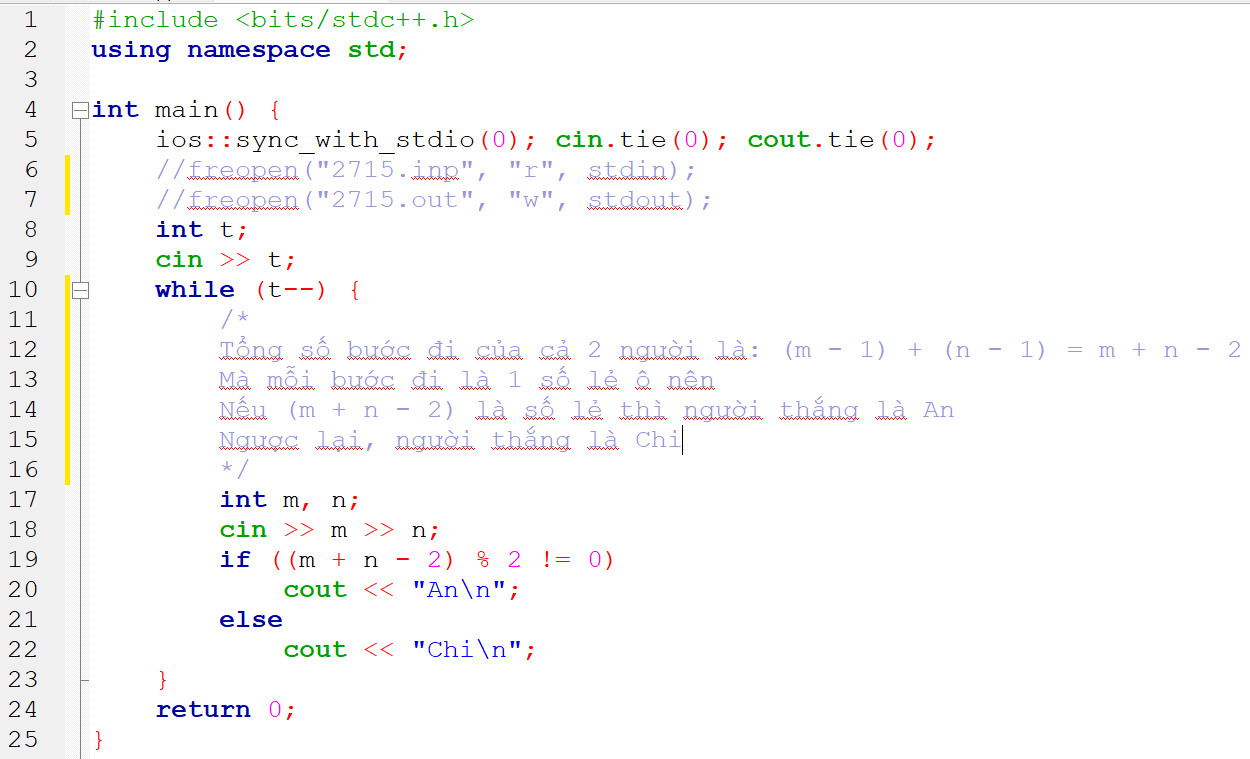 1 #include <bits/stdc++.h>
2 using namespace std;
3
4 int main() {
5 ios::sync_with_stdio(0); cin.tie(0); cout.tie(0);
6 //freopen("2715.inp", "r", stdin);
7 //freopen("2715.out", "w", stdout);
8 int t;
9 cin >> t;
10 while (t--) {
11 /*
12 Tổng số bước đi của cả 2 người là: (m - 1) + (n - 1) = m + n - 2
13 Mà mỗi bước đi là 1 số lẻ ô nên
14 Nếu (m + n - 2) là số lẻ thì người thắng là An
15 Ngược lại, người thắng là Chi
16 */
17 int m, n;
18 cin >> m >> n;
19 if ((m + n - 2) % 2 != 0)
20 cout << "An\n";
21 else
22 cout << "Chi\n";
23 }
24 return 0;
25 }